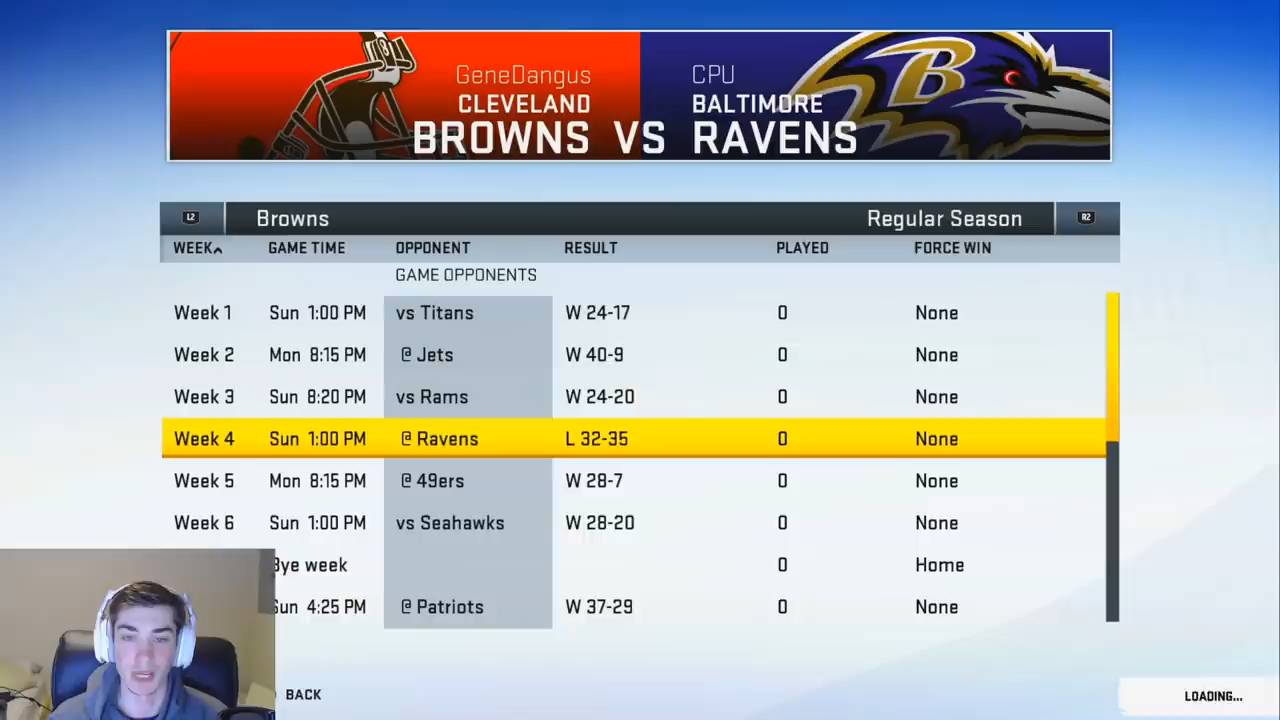 GeneDangus
CLEVELAND
BROWNS VS RAVENS
CPU
BALTIMORE
B
L2 Browns Regular Season R2
WEEK GAME TIME OPPONENT RESULT PLAYED FORCE WIN
GAME OPPONENTS
Week 1 Sun 1:00 PM vs Titans W 24-17 0 None
Week 2 Mon 8:15 PM @ Jets W 40-9 0 None
Week 3 Sun 8:20 PM vs Rams W 24-20 0 None
Week 4 Sun 1:00 PM @ Ravens L 32-35 0 None
Week 5 Mon 8:15 PM @ 49ers W 28-7 0 None
Week 6 Sun 1:00 PM vs Seahawks W 28-20 0 None
Bye week 0 Home
Sun 4:25 PM @ Patriots W 37-29 0 None
BACK
LOADING...